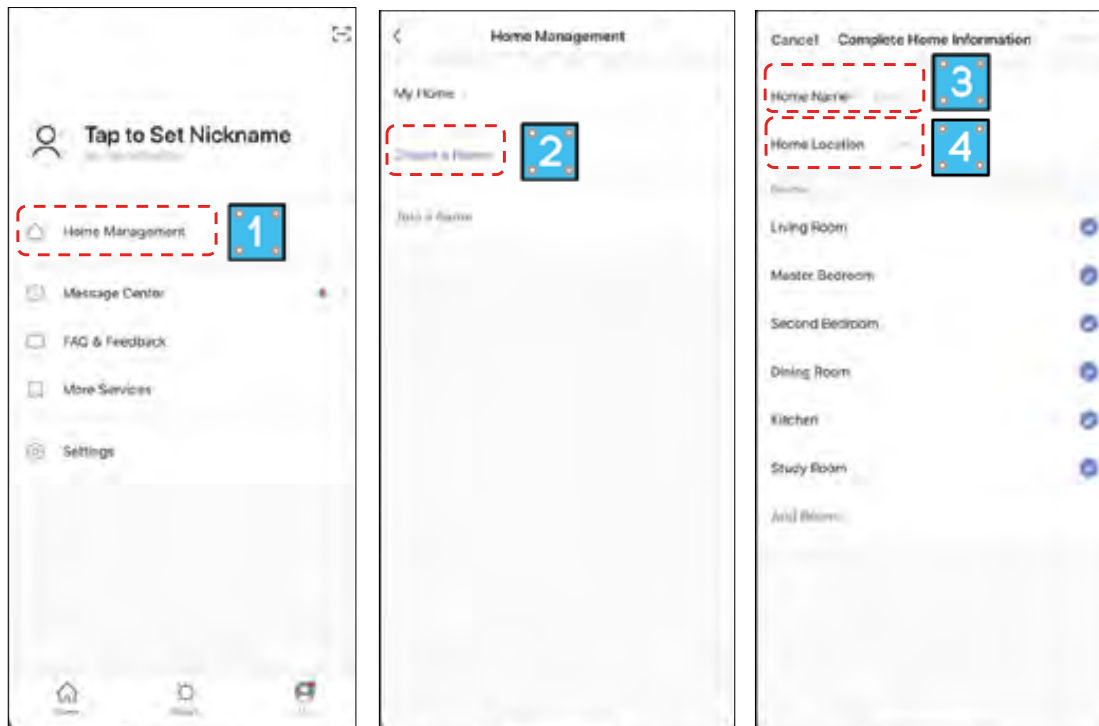 Tap to Set Nickname
Home Management
1
Message Center
FAQ & Feedback
More Services
Settings
Home Management
My Home
2
Cancel Complete Home Information
Home Name
3
Home Location
4
Living Room
Master Bedroom
Second Bedroom
Dining Room
Kitchen
Study Room